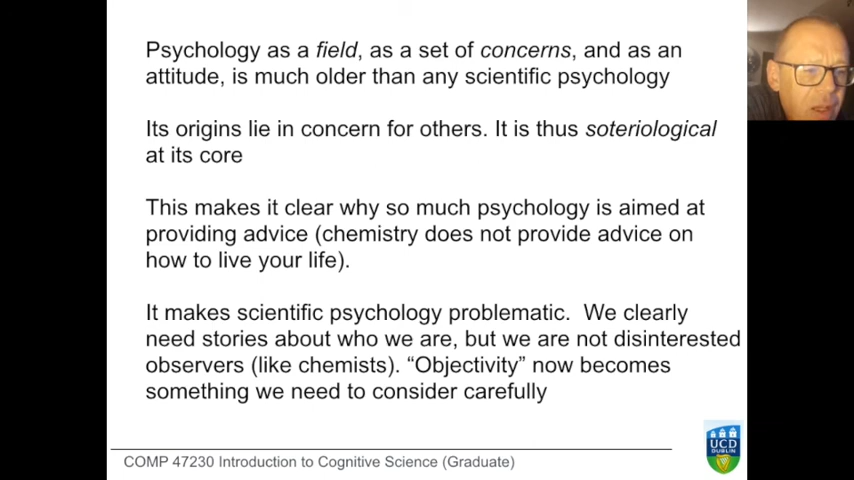 Psychology as a field, as a set of concerns, and as an
attitude, is much older than any scientific psychology
Its origins lie in concern for others. It is thus soteriological
at its core
This makes it clear why so much psychology is aimed at
providing advice (chemistry does not provide advice on
how to live your life).
It makes scientific psychology problematic. We clearly
need stories about who we are, but we are not disinterested
observers (like chemists). “Objectivity” now becomes
something we need to consider carefully
COMP 47230 Introduction to Cognitive Science (Graduate)
UCD
DUBLIN